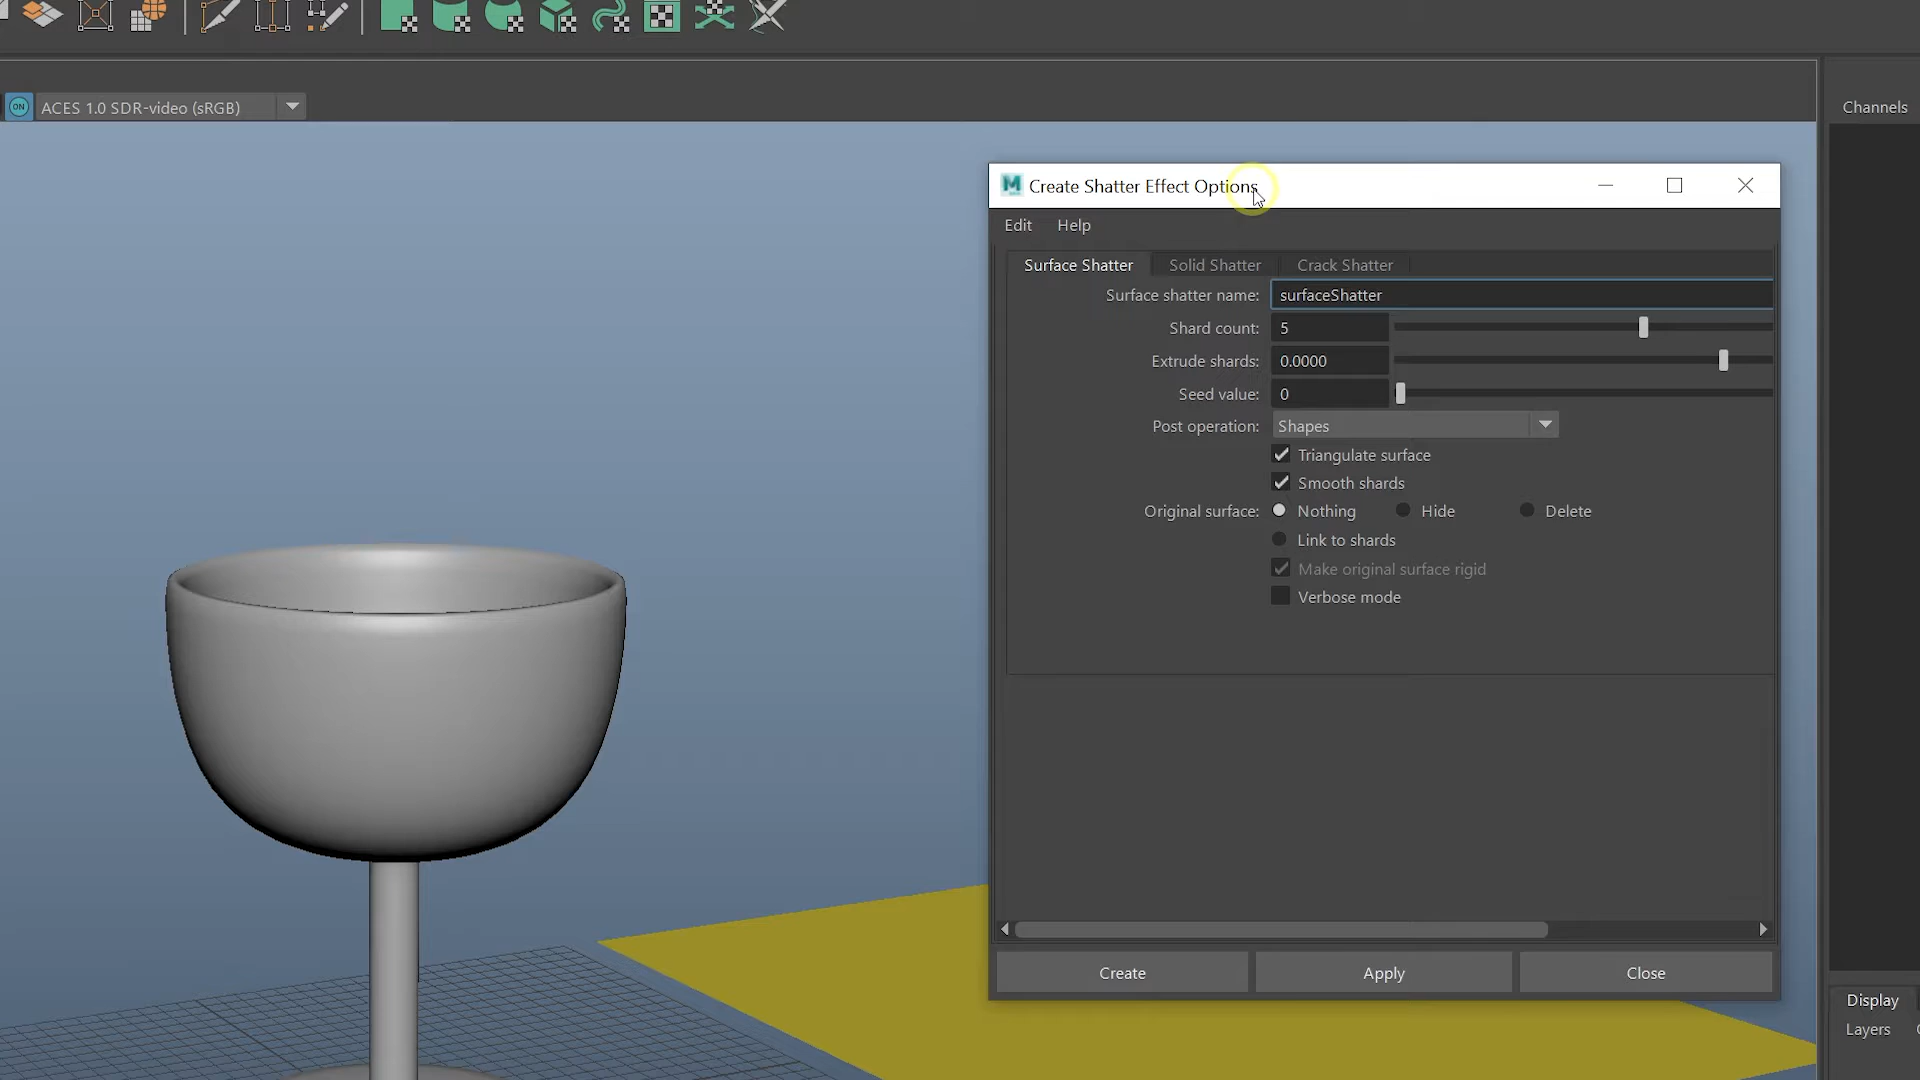 ON ACES 1.0 SDR-video (sRGB)
Channels
M Create Shatter Effect Options
Edit Help
Surface Shatter Solid Shatter Crack Shatter
Surface shatter name: surfaceShatter
Shard count: 5
Extrude shards: 0.0000
Seed value: 0
Post operation: Shapes
Triangulate surface
Smooth shards
Original surface: Nothing Hide Delete
Link to shards
Make original surface rigid
Verbose mode
Create Apply Close
Display
Layers